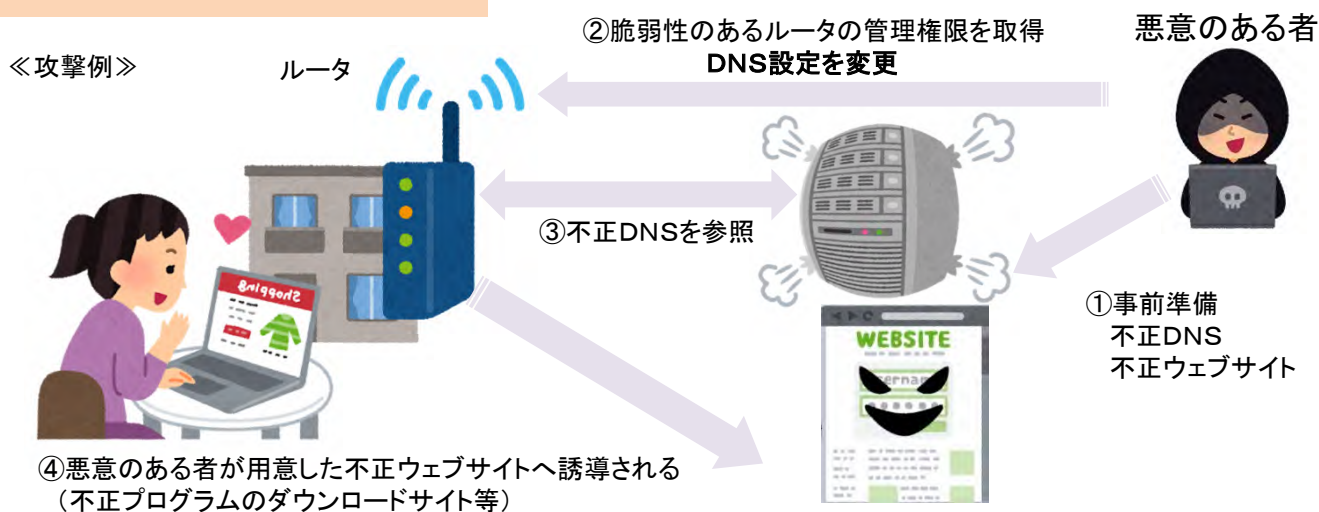 ②脆弱性のあるルータの管理権限を取得
DNS設定を変更
悪意のある者
≪攻撃例≫
ルータ
③不正DNSを参照
①事前準備
不正DNS
不正ウェブサイト
Shopping
WEBSITE
④悪意のある者が用意した不正ウェブサイトへ誘導される
（不正プログラムのダウンロードサイト等）